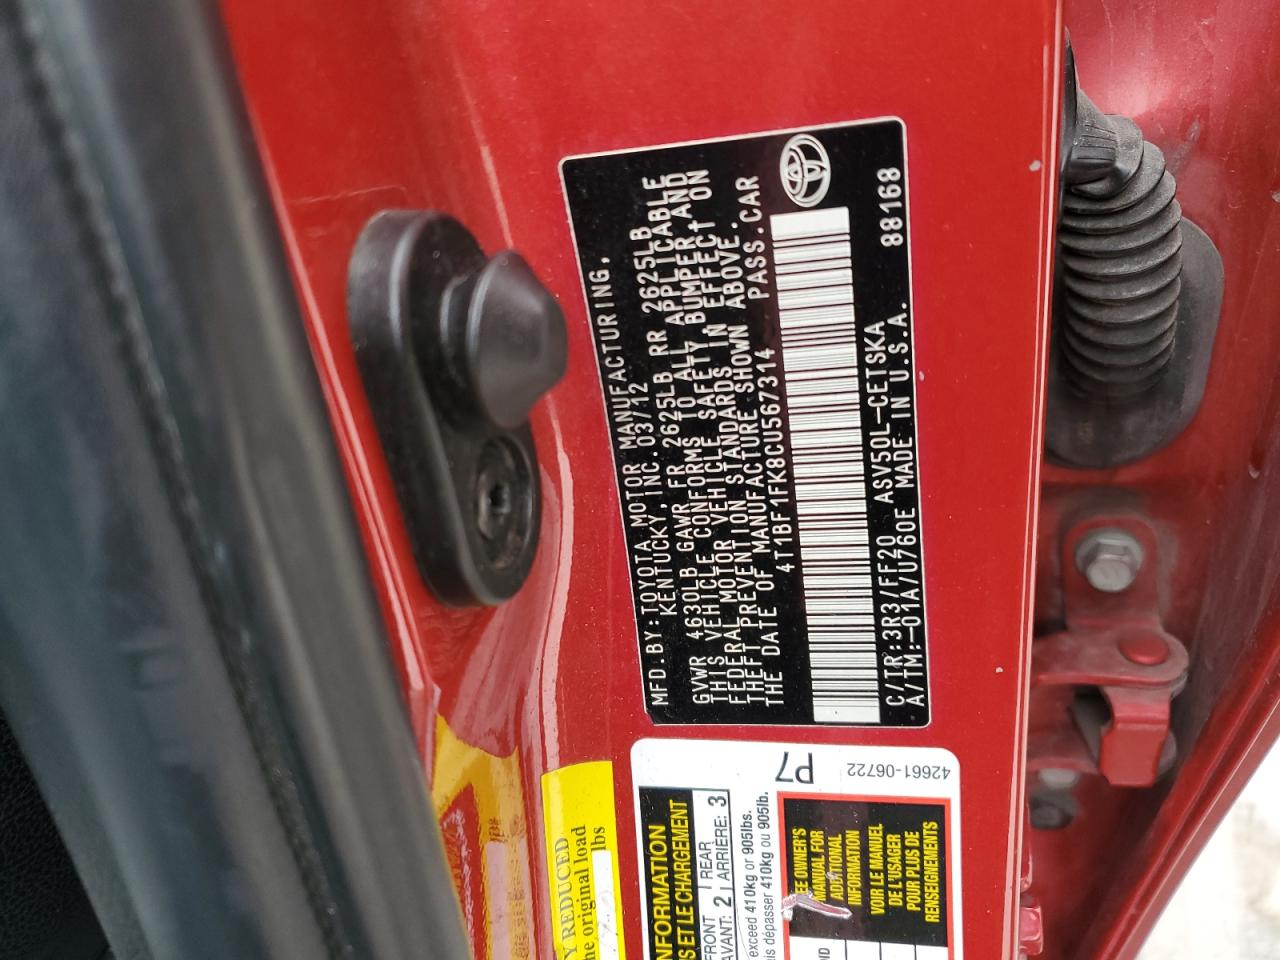 MFD.BY:TOYOTA MOTOR MANUFACTURING,
KENTUCKY,INC.03/12
GVWR 4630LB GAWR FR 2625LB RR 2625LB
THIS VEHICLE CONFORMS TO ALL APPLICABLE
FEDERAL MOTOR VEHICLE SAFETY, BUMPER, AND
THEFT PREVENTION STANDARDS IN EFFECT ON
THE DATE OF MANUFACTURE SHOWN ABOVE.
4T1BF1FK8CU567314 PASS.CAR
C/TR:3R3/FF20 ASV50L-CETSKA
A/TM:-01A/U760E MADE IN U.S.A.
88168
P7
42661-06722
INFORMATION
ET LE CHARGEMENT
FRONT
AVANT: 2
REAR
ARRIÈRE: 3
exceed 410kg or 905lbs.
dépasser 410kg ou 905lb.
SEE OWNER'S
MANUAL FOR
ADDITIONAL
INFORMATION
VOIR LE MANUEL
DE L'USAGER
POUR PLUS DE
RENSEIGNEMENTS
REDUCED
the original load
lbs